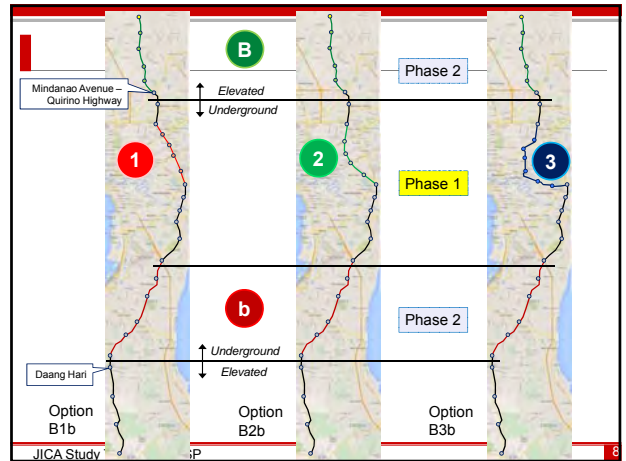 B
Phase 2
Mindanao Avenue –
Quirino Highway
Elevated
Underground
1
2
3
Phase 1
b
Phase 2
Underground
Elevated
Daang Hari
Option
B1b
Option
B2b
Option
B3b
JICA Study
SP
8